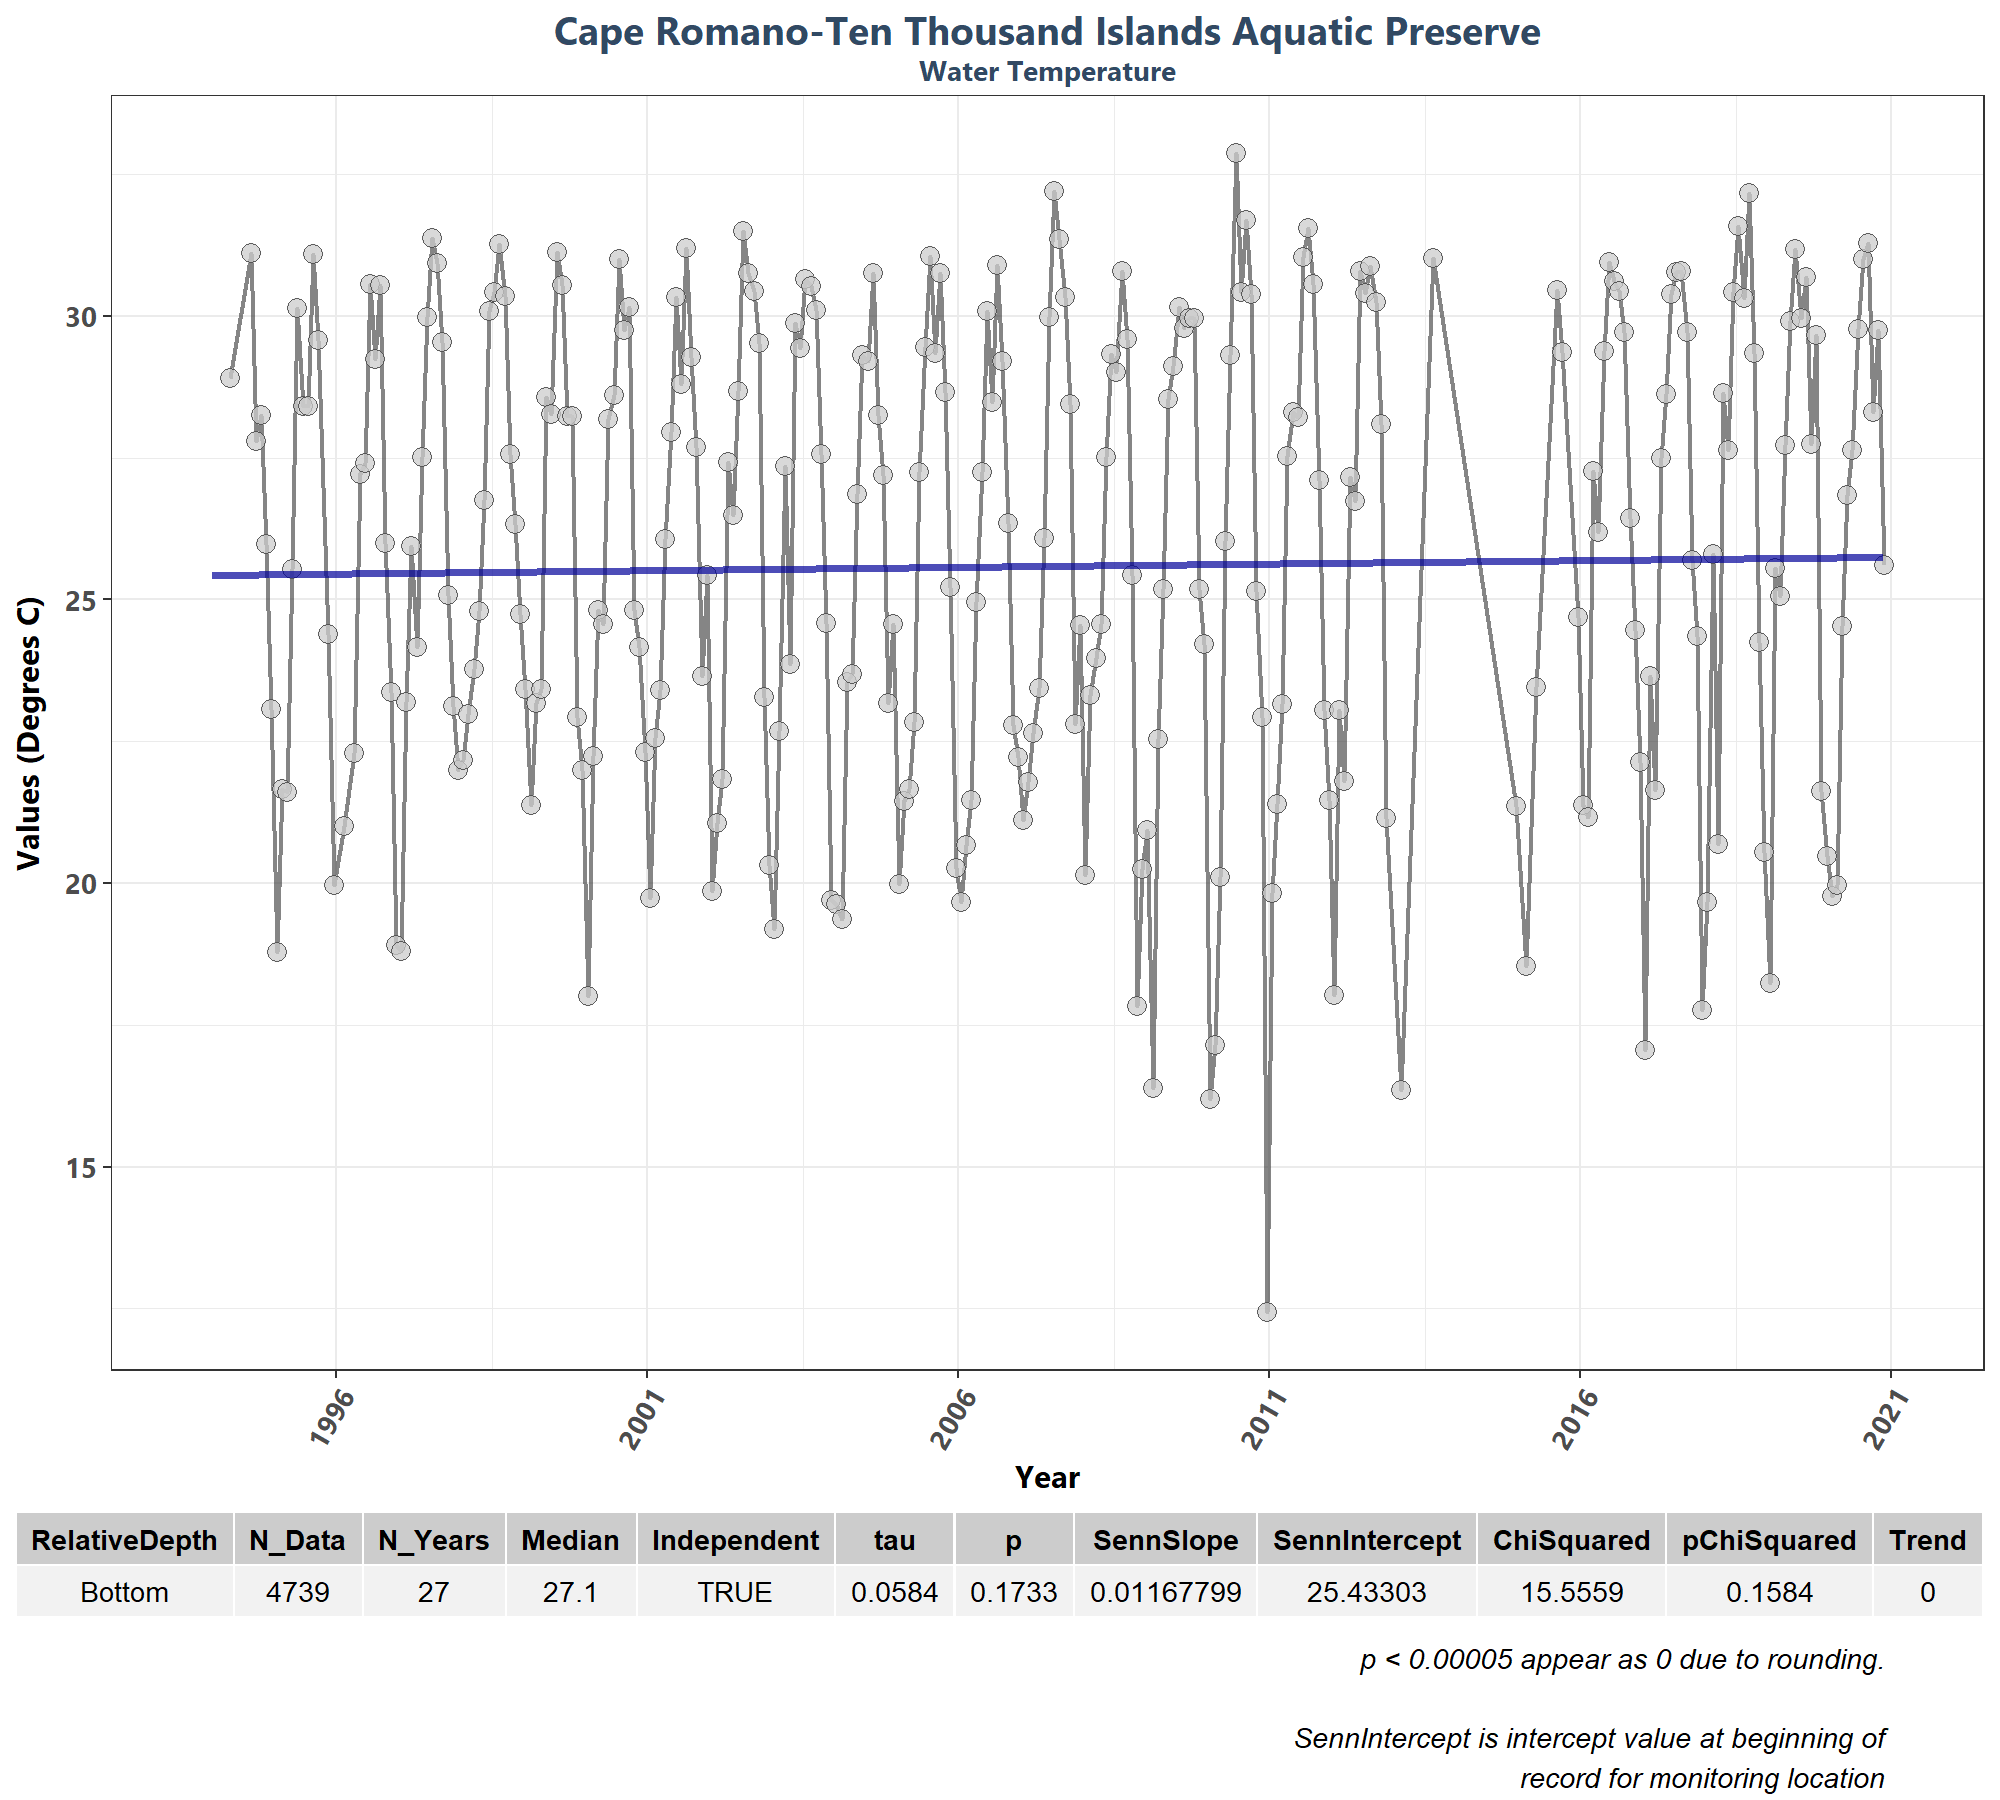 Cape Romano-Ten Thousand Islands Aquatic Preserve
Water Temperature
Values (Degrees C)
30
25
20
15
1996
2001
2006
2011
2016
2021
Year
RelativeDepth N_Data N_Years Median Independent tau p SennSlope SennIntercept ChiSquared pChiSquared Trend
Bottom 4739 27 27.1 TRUE 0.0584 0.1733 0.01167799 25.43303 15.5559 0.1584 0
p < 0.00005 appear as 0 due to rounding.
SennIntercept is intercept value at beginning of
record for monitoring location